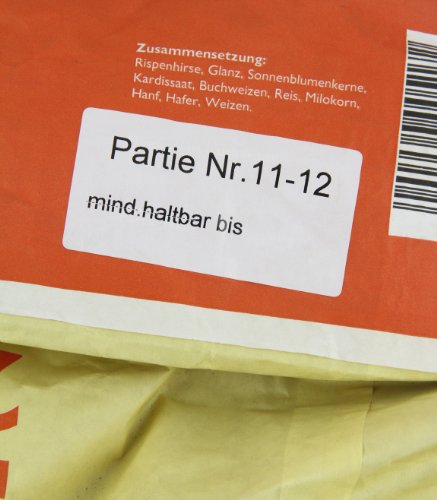 Zusammensetzung:
Rispenhirse, Glanz, Sonnenblumenkerne,
Kardissaat, Buchweizen, Reis, Milokorn,
Hanf, Hafer, Weizen.
Partie Nr.11-12
mind.haltbar bis